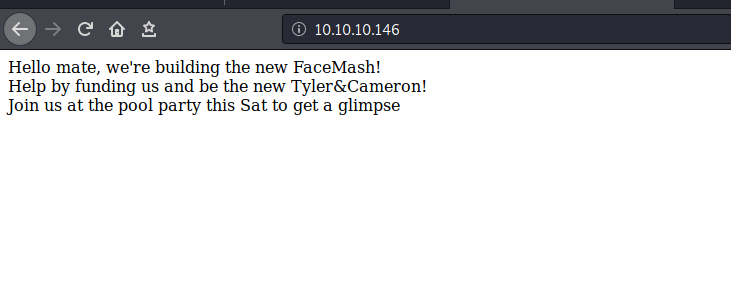 10.10.10.146
Hello mate, we're building the new FaceMash!
Help by funding us and be the new Tyler&Cameron!
Join us at the pool party this Sat to get a glimpse